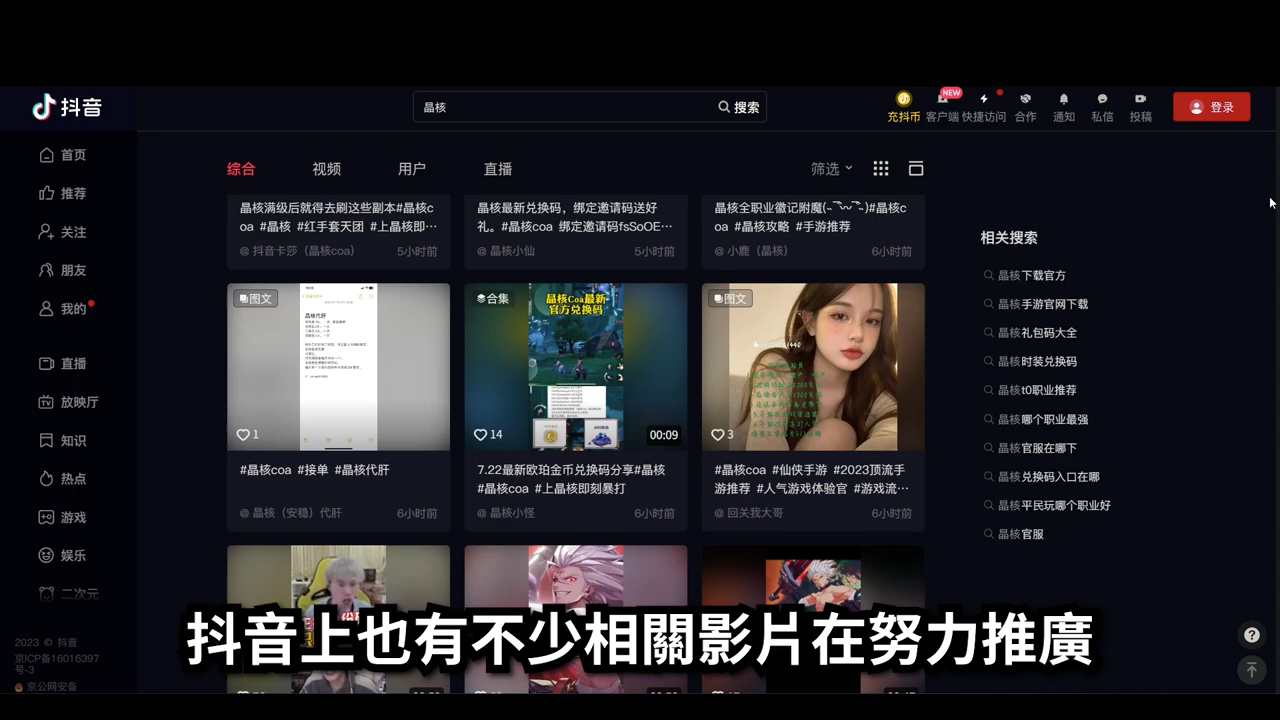 抖音
晶核
搜索
充抖币
NEW
客户端
快捷访问
合作
通知
私信
投稿
登录
首页
推荐
关注
朋友
我的
直播
放映厅
知识
热点
游戏
娱乐
二次元
2023 © 抖音
京ICP备16016397
号-3
京公网安备
综合
视频
用户
直播
筛选
晶核满级后就得去刷这些副本#晶核c
oa #晶核 #红手套天团 #上晶核即…
@ 抖音卡莎（晶核coa）
5小时前
晶核最新兑换码，绑定邀请码送好
礼。#晶核coa 绑定邀请码fsSoOE…
@ 晶核小仙
5小时前
晶核全职业徽记附魔
#晶核c
oa #晶核攻略 #手游推荐
@ 小鹿（晶核）
6小时前
图文
晶核代肝
1
#晶核coa #接单 #晶核代肝
@ 晶核（安稳）代肝
6小时前
合集
晶核Coa最新
官方兑换码
14
00:09
7.22最新欧珀金币兑换码分享#晶核
#晶核coa #上晶核即刻暴打
@ 晶核小怪
6小时前
图文
3
#晶核coa #仙侠手游 #2023顶流手
游推荐 #人气游戏体验官 #游戏流…
@ 回关我大哥
6小时前
相关搜索
晶核下载官方
晶核手游官网下载
晶核礼包码大全
晶核时装兑换码
晶核t0职业推荐
晶核哪个职业最强
晶核官服在哪下
晶核兑换码入口在哪
晶核平民玩哪个职业好
晶核官服
抖音上也有不少相關影片在努力推廣